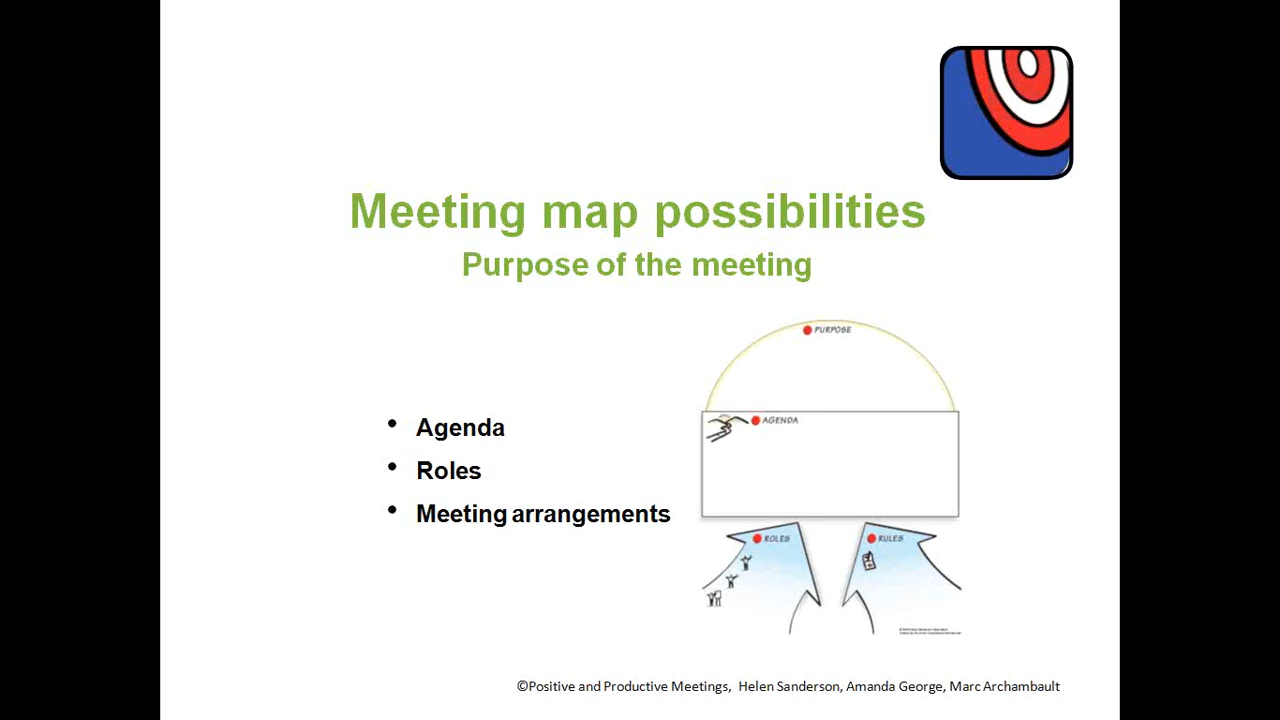 Meeting map possibilities
Purpose of the meeting
• Agenda
• Roles
• Meeting arrangements
PURPOSE
AGENDA
ROLES
RULES
©Positive and Productive Meetings, Helen Sanderson, Amanda George, Marc Archambault